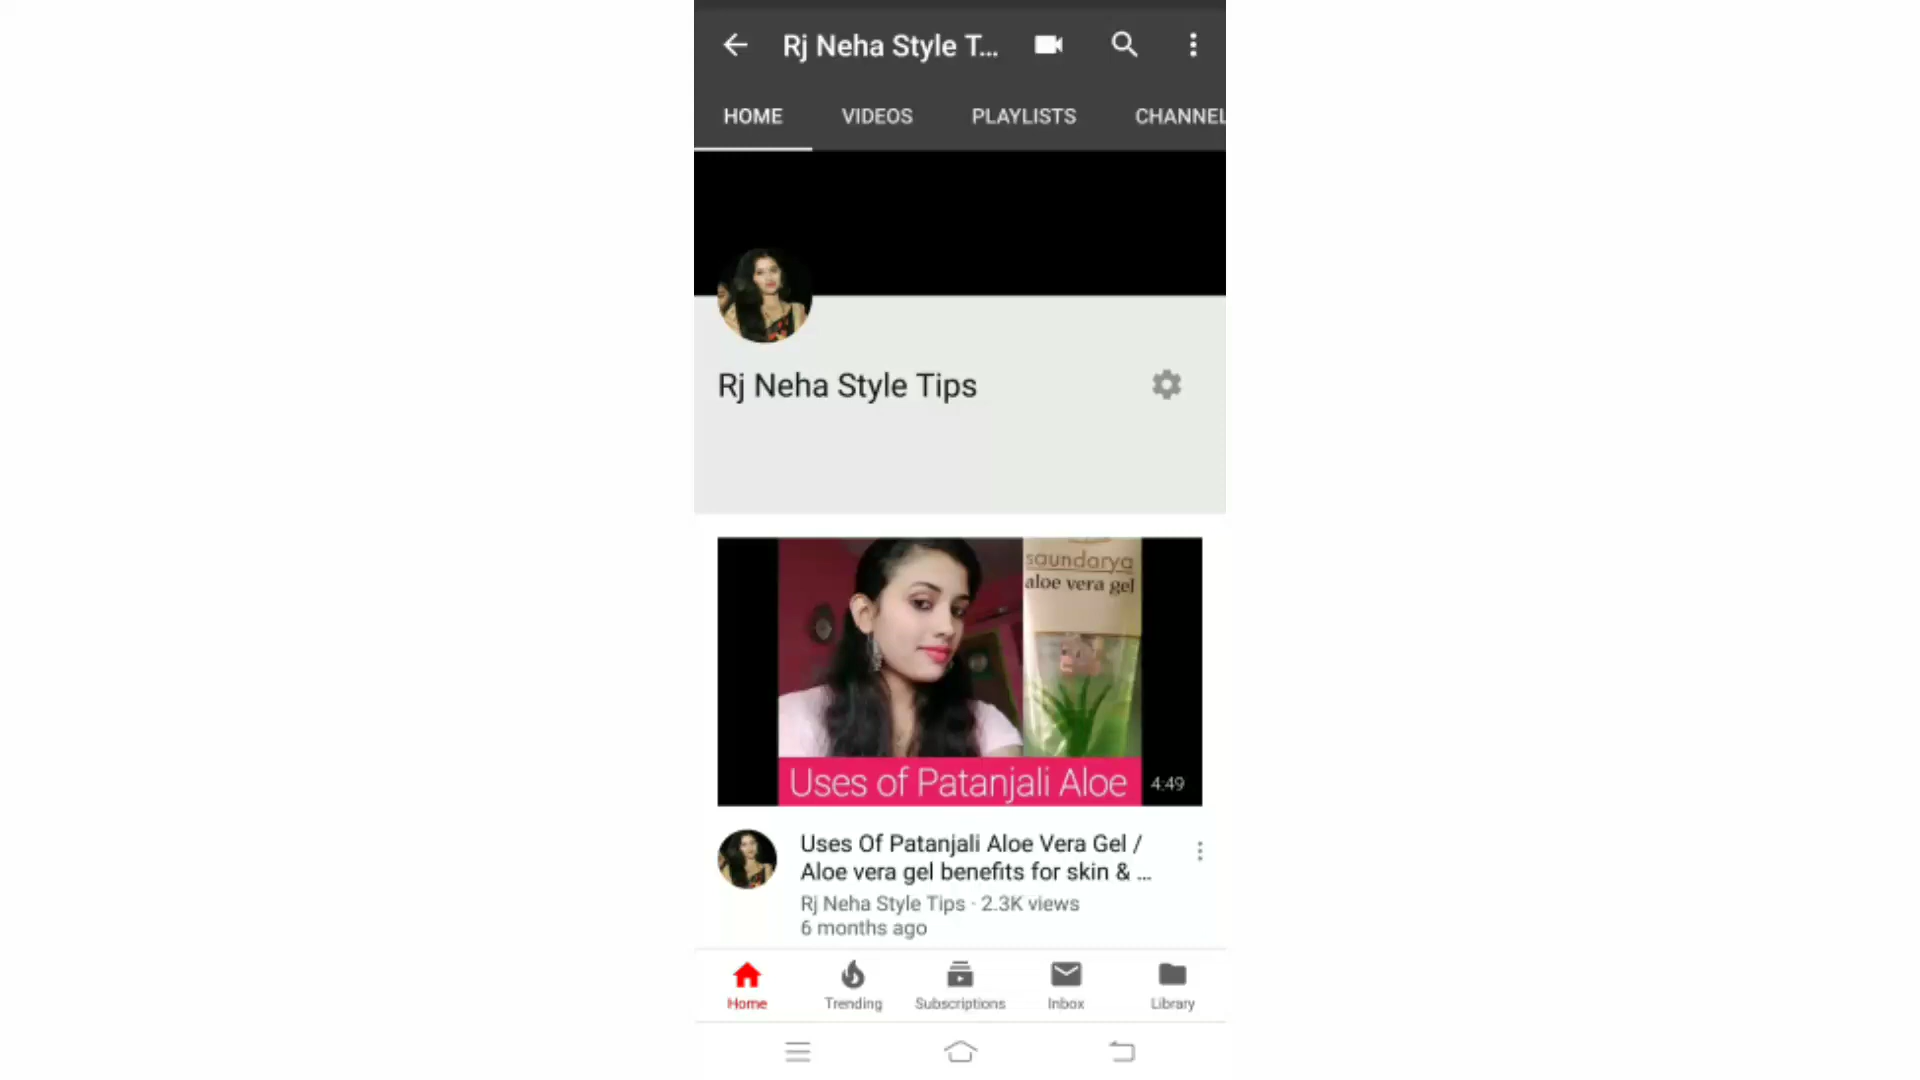 Rj Neha Style T...
HOME VIDEOS PLAYLISTS CHANNEL
Rj Neha Style Tips
saundarya
aloe vera gel
Uses of Patanjali Aloe
4:49
Uses Of Patanjali Aloe Vera Gel /
Aloe vera gel benefits for skin & ...
Rj Neha Style Tips · 2.3K views
6 months ago
Home Trending Subscriptions Inbox Library